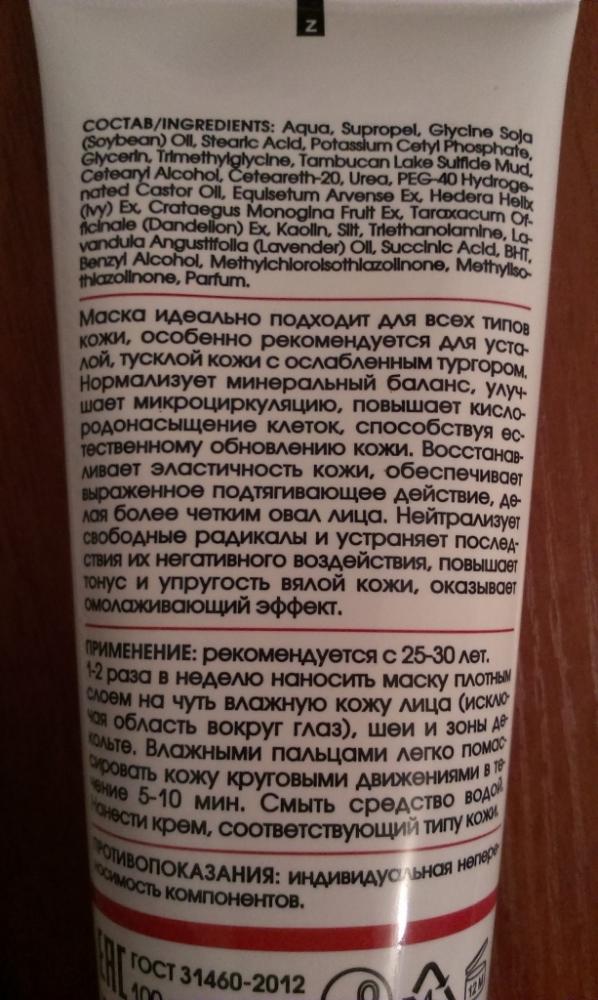 Z
СОСТАВ/INGREDIENTS: Aqua, Supropel, Glycine Soja
(Soybean) Oil, Stearic Acid, Potassium Cetyl Phosphate,
Glycerin, Trimethylglycine, Tambucan Lake Sulfide Mud,
Cetearyl Alcohol, Ceteareth-20, Urea, PEG-40 Hydroge-
nated Castor Oil, Equisetum Arvense Ex, Hedera Helix
(Ivy) Ex, Crataegus Monogina Fruit Ex, Taraxacum Of-
ficinale (Dandelion) Ex, Kaolin, Silt, Triethanolamine, La-
vandula Angustifolia (Lavender) Oil, Succinic Acid, BHT,
Benzyl Alcohol, Methylchloroisothiazolinone, Methyliso-
thiazolinone, Parfum.
Маска идеально подходит для всех типов
кожи, особенно рекомендуется для уста-
лой, тусклой кожи с ослабленным тургором.
Нормализует минеральный баланс, улуч-
шает микроциркуляцию, повышает кисло-
родонасыщение клеток, способствуя ес-
тественному обновлению кожи. Восстанав-
ливает эластичность кожи, обеспечивает
выраженное подтягивающее действие, де-
лая более четким овал лица. Нейтрализует
свободные радикалы и устраняет послед-
ствия их негативного воздействия, повышает
тонус и упругость вялой кожи, оказывает
омолаживающий эффект.
ПРИМЕНЕНИЕ: рекомендуется с 25-30 лет.
1-2 раза в неделю наносить маску плотным
слоем на чуть влажную кожу лица (исклю-
чая область вокруг глаз), шеи и зоны де-
кольте. Влажными пальцами легко помас-
сировать кожу круговыми движениями в те-
чение 5-10 мин. Смыть средство водой.
Нанести крем, соответствующий типу кожи.
ПРОТИВОПОКАЗАНИЯ: индивидуальная непере-
носимость компонентов.
EAC ГОСТ 31460-2012
100
12 M